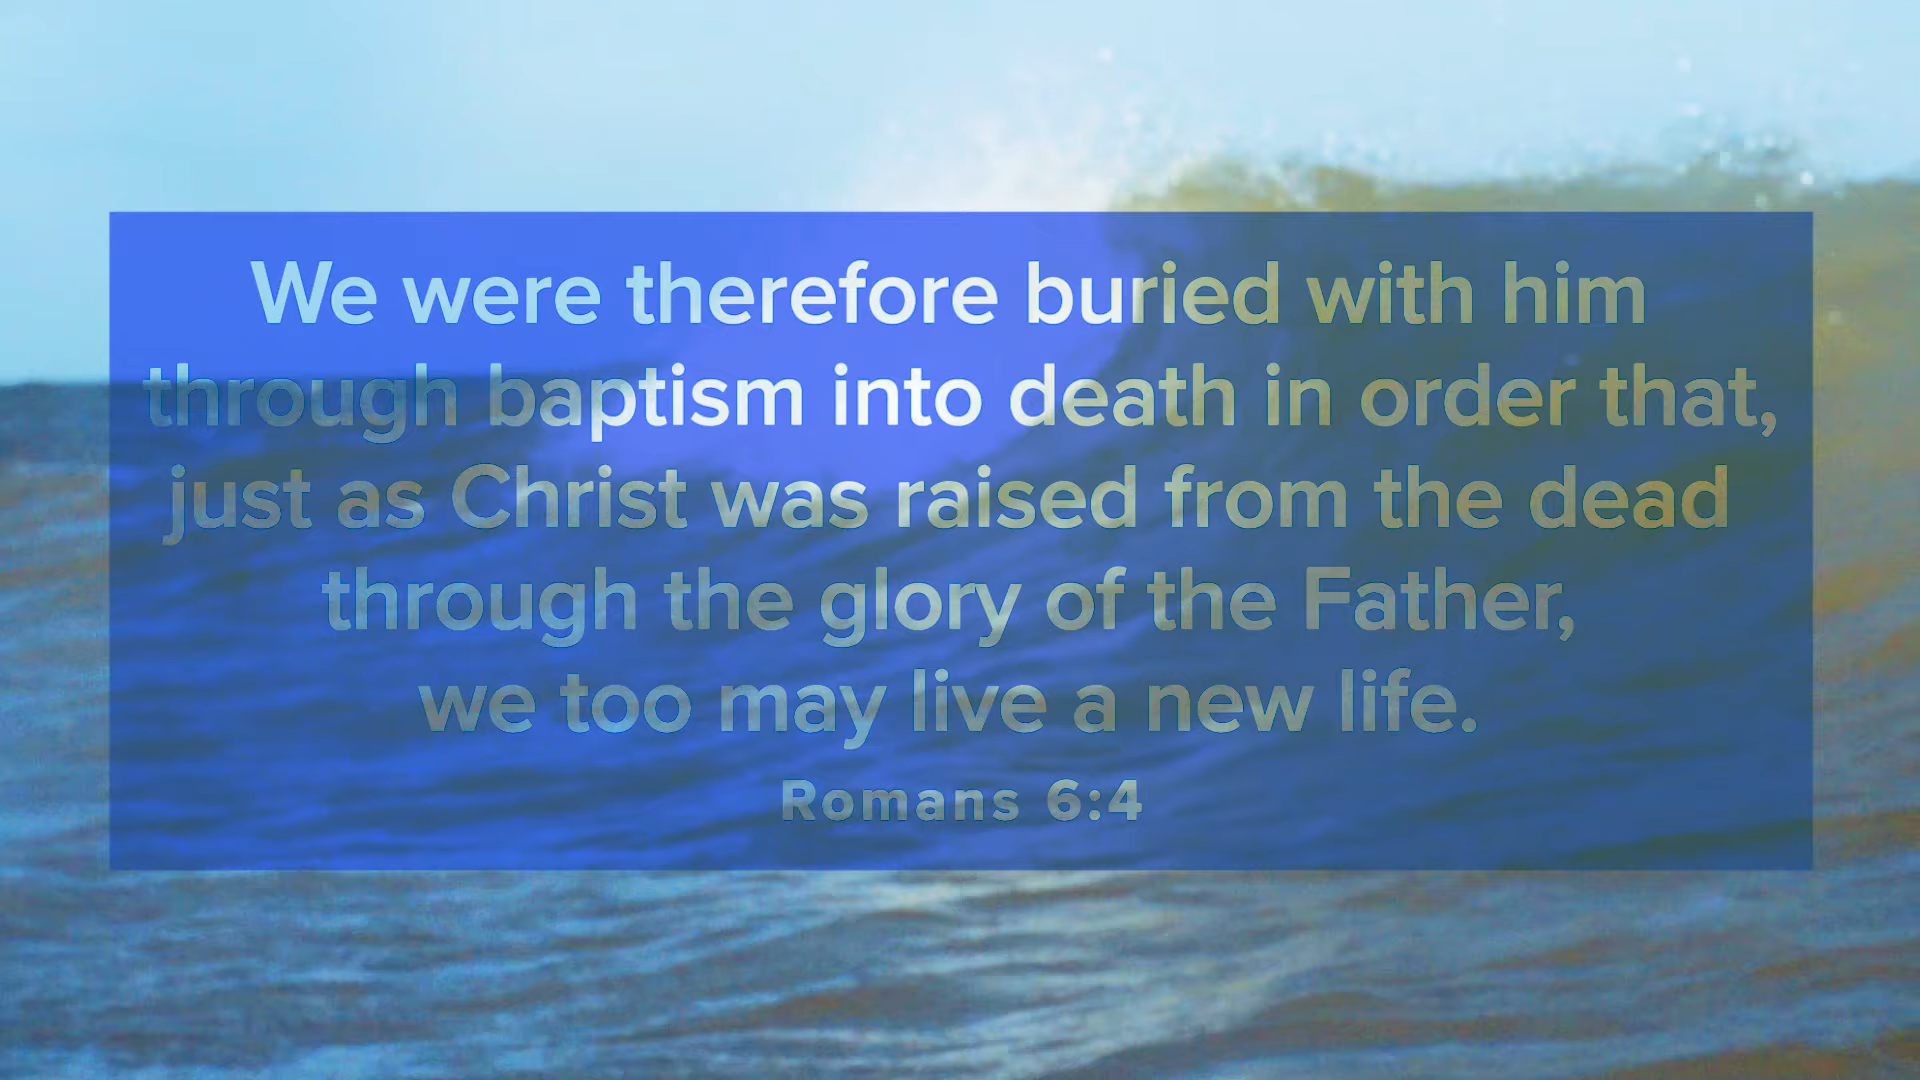 We were therefore buried with him
through baptism into death in order that,
just as Christ was raised from the dead
through the glory of the Father,
we too may live a new life.
Romans 6:4